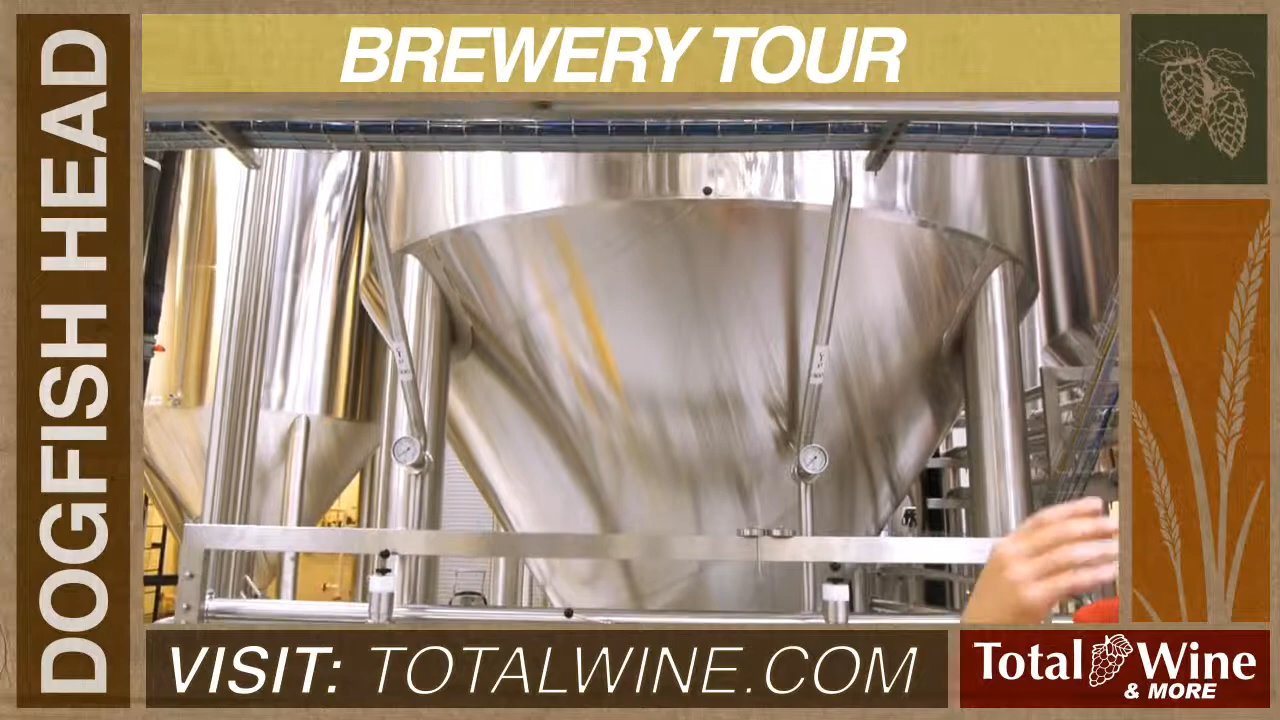 BREWERY TOUR
DOGFISH HEAD
VISIT: TOTALWINE.COM
Total Wine
& MORE